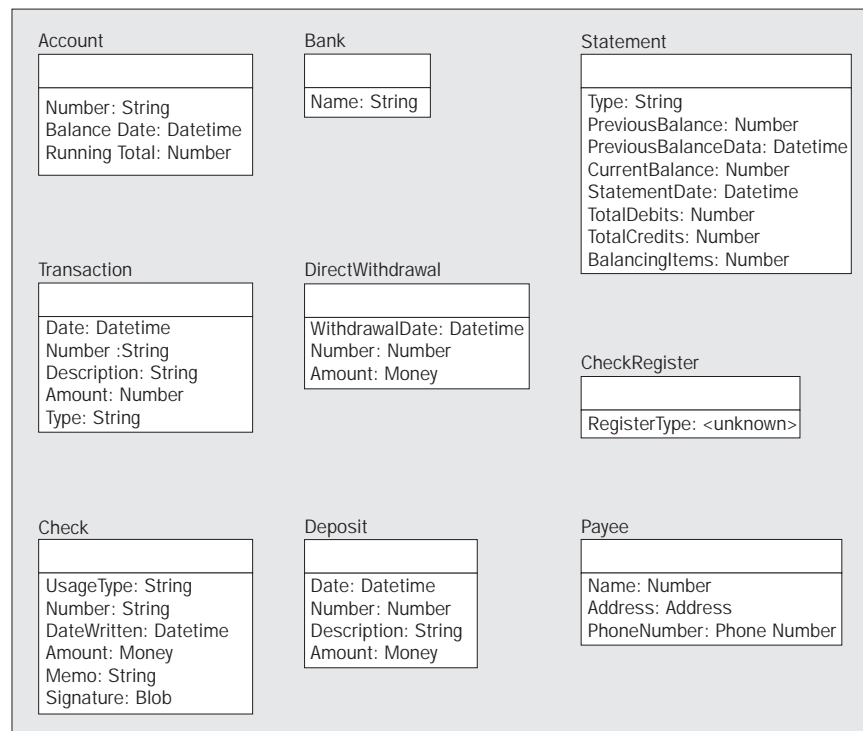 Account
Number: String
Balance Date: Datetime
Running Total: Number
Bank
Name: String
Statement
Type: String
PreviousBalance: Number
PreviousBalanceData: Datetime
CurrentBalance: Number
StatementDate: Datetime
TotalDebits: Number
TotalCredits: Number
BalancingItems: Number
Transaction
Date: Datetime
Number :String
Description: String
Amount: Number
Type: String
DirectWithdrawal
WithdrawalDate: Datetime
Number: Number
Amount: Money
CheckRegister
RegisterType: <unknown>
Check
UsageType: String
Number: String
DateWritten: Datetime
Amount: Money
Memo: String
Signature: Blob
Deposit
Date: Datetime
Number: Number
Description: String
Amount: Money
Payee
Name: Number
Address: Address
PhoneNumber: Phone Number